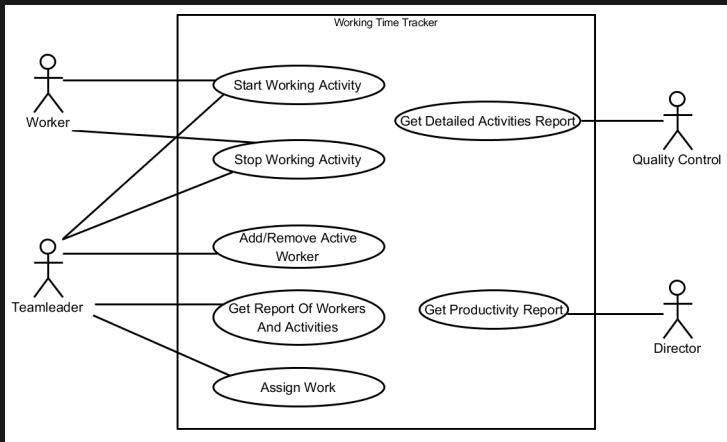 Working Time Tracker
Worker
Start Working Activity
Stop Working Activity
Teamleader
Add/Remove Active
Worker
Get Report Of Workers
And Activities
Assign Work
Get Detailed Activities Report
Quality Control
Get Productivity Report
Director